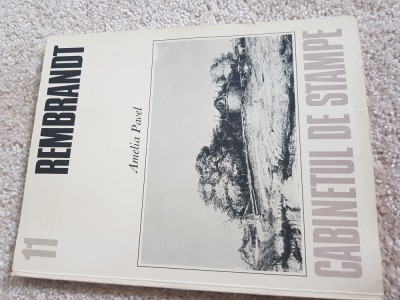 11 REMBRANDT
Amelia Pavel
CABINETUL DE STAMPE